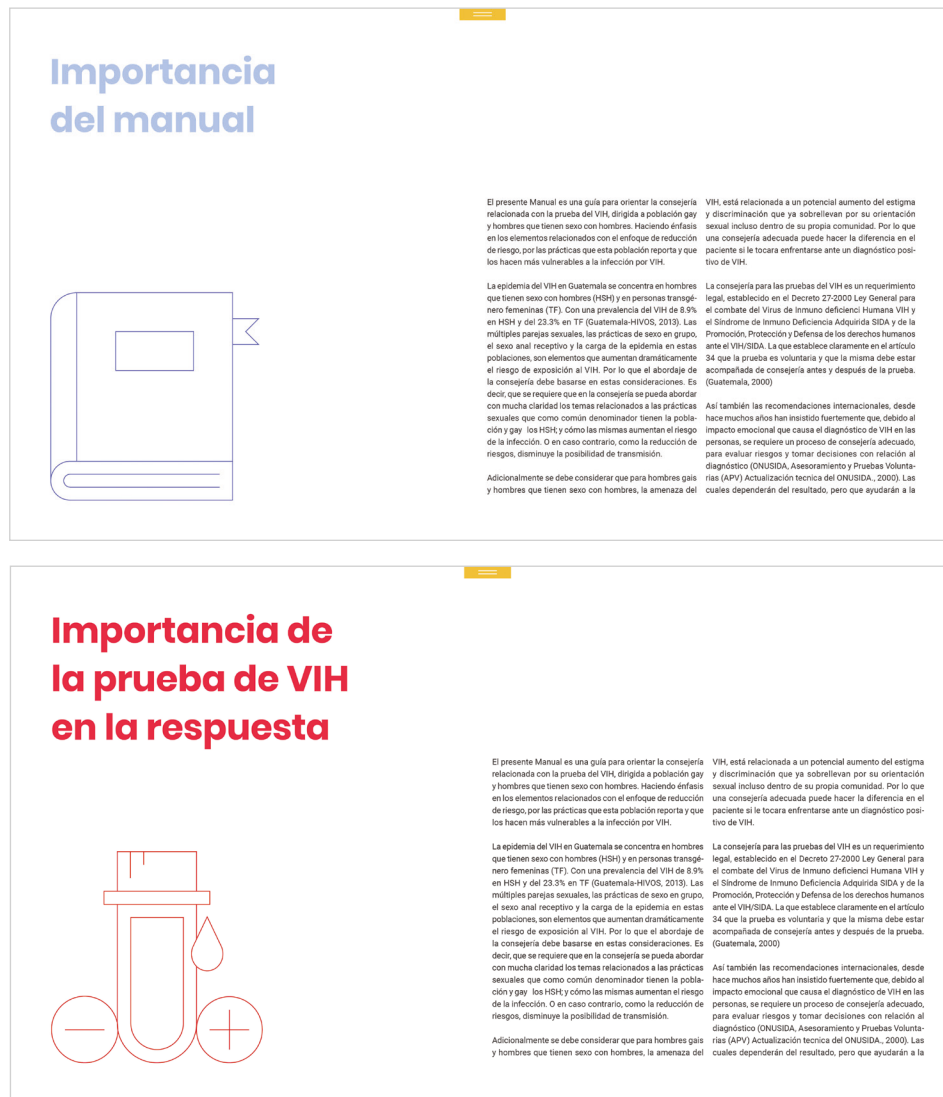 Importancia
del manual
El presente Manual es una guía para orientar la consejería
relacionada con la prueba del VIH, dirigida a población gay
y hombres que tienen sexo con hombres. Haciendo énfasis
en los elementos relacionados con el enfoque de reducción
de riesgo, por las prácticas que esta población reporta y que
los hacen más vulnerables a la infección por VIH.
La epidemia del VIH en Guatemala se concentra en hombres
que tienen sexo con hombres (HSH) y en personas transgé-
nero femeninas (TF). Con una prevalencia del VIH de 8.9%
en HSH y del 23.3% en TF (Guatemala-HIVOS, 2013). Las
múltiples parejas sexuales, las prácticas de sexo en grupo,
el sexo anal receptivo y la carga de la epidemia en estas
poblaciones, son elementos que aumentan dramáticamente
el riesgo de exposición al VIH. Por lo que el abordaje de
la consejería debe basarse en estas consideraciones. Es
decir, que se requiere que en la consejería se pueda abordar
con mucha claridad los temas relacionados a las prácticas
sexuales que como común denominador tienen la pobla-
ción y gay los HSH; y cómo las mismas aumentan el riesgo
de la infección. O en caso contrario, como la reducción de
riesgos, disminuye la posibilidad de transmisión.
Adicionalmente se debe considerar que para hombres gais
y hombres que tienen sexo con hombres, la amenaza del
VIH, está relacionada a un potencial aumento del estigma
y discriminación que ya sobrellevan por su orientación
sexual incluso dentro de su propia comunidad. Por lo que
una consejería adecuada puede hacer la diferencia en el
paciente si le tocara enfrentarse ante un diagnóstico posi-
tivo de VIH.
La consejería para las pruebas del VIH es un requerimiento
legal, establecido en el Decreto 27-2000 Ley General para
el combate del Virus de Inmuno deficienci Humana VIH y
el Síndrome de Inmuno Deficiencia Adquirida SIDA y de la
Promoción, Protección y Defensa de los derechos humanos
ante el VIH/SIDA. La que establece claramente en el artículo
34 que la prueba es voluntaria y que la misma debe estar
acompañada de consejería antes y después de la prueba.
(Guatemala, 2000)
Así también las recomendaciones internacionales, desde
hace muchos años han insistido fuertemente que, debido al
impacto emocional que causa el diagnóstico de VIH en las
personas, se requiere un proceso de consejería adecuado,
para evaluar riesgos y tomar decisiones con relación al
diagnóstico (ONUSIDA, Asesoramiento y Pruebas Volunta-
rias (APV) Actualización tecnica del ONUSIDA., 2000). Las
cuales dependerán del resultado, pero que ayudarán a la
Importancia de
la prueba de VIH
en la respuesta
El presente Manual es una guía para orientar la consejería
relacionada con la prueba del VIH, dirigida a población gay
y hombres que tienen sexo con hombres. Haciendo énfasis
en los elementos relacionados con el enfoque de reducción
de riesgo, por las prácticas que esta población reporta y que
los hacen más vulnerables a la infección por VIH.
La epidemia del VIH en Guatemala se concentra en hombres
que tienen sexo con hombres (HSH) y en personas transgé-
nero femeninas (TF). Con una prevalencia del VIH de 8.9%
en HSH y del 23.3% en TF (Guatemala-HIVOS, 2013). Las
múltiples parejas sexuales, las prácticas de sexo en grupo,
el sexo anal receptivo y la carga de la epidemia en estas
poblaciones, son elementos que aumentan dramáticamente
el riesgo de exposición al VIH. Por lo que el abordaje de
la consejería debe basarse en estas consideraciones. Es
decir, que se requiere que en la consejería se pueda abordar
con mucha claridad los temas relacionados a las prácticas
sexuales que como común denominador tienen la pobla-
ción y gay los HSH; y cómo las mismas aumentan el riesgo
de la infección. O en caso contrario, como la reducción de
riesgos, disminuye la posibilidad de transmisión.
Adicionalmente se debe considerar que para hombres gais
y hombres que tienen sexo con hombres, la amenaza del
VIH, está relacionada a un potencial aumento del estigma
y discriminación que ya sobrellevan por su orientación
sexual incluso dentro de su propia comunidad. Por lo que
una consejería adecuada puede hacer la diferencia en el
paciente si le tocara enfrentarse ante un diagnóstico posi-
tivo de VIH.
La consejería para las pruebas del VIH es un requerimiento
legal, establecido en el Decreto 27-2000 Ley General para
el combate del Virus de Inmuno deficienci Humana VIH y
el Síndrome de Inmuno Deficiencia Adquirida SIDA y de la
Promoción, Protección y Defensa de los derechos humanos
ante el VIH/SIDA. La que establece claramente en el artículo
34 que la prueba es voluntaria y que la misma debe estar
acompañada de consejería antes y después de la prueba.
(Guatemala, 2000)
Así también las recomendaciones internacionales, desde
hace muchos años han insistido fuertemente que, debido al
impacto emocional que causa el diagnóstico de VIH en las
personas, se requiere un proceso de consejería adecuado,
para evaluar riesgos y tomar decisiones con relación al
diagnóstico (ONUSIDA, Asesoramiento y Pruebas Volunta-
rias (APV) Actualización tecnica del ONUSIDA., 2000). Las
cuales dependerán del resultado, pero que ayudarán a la